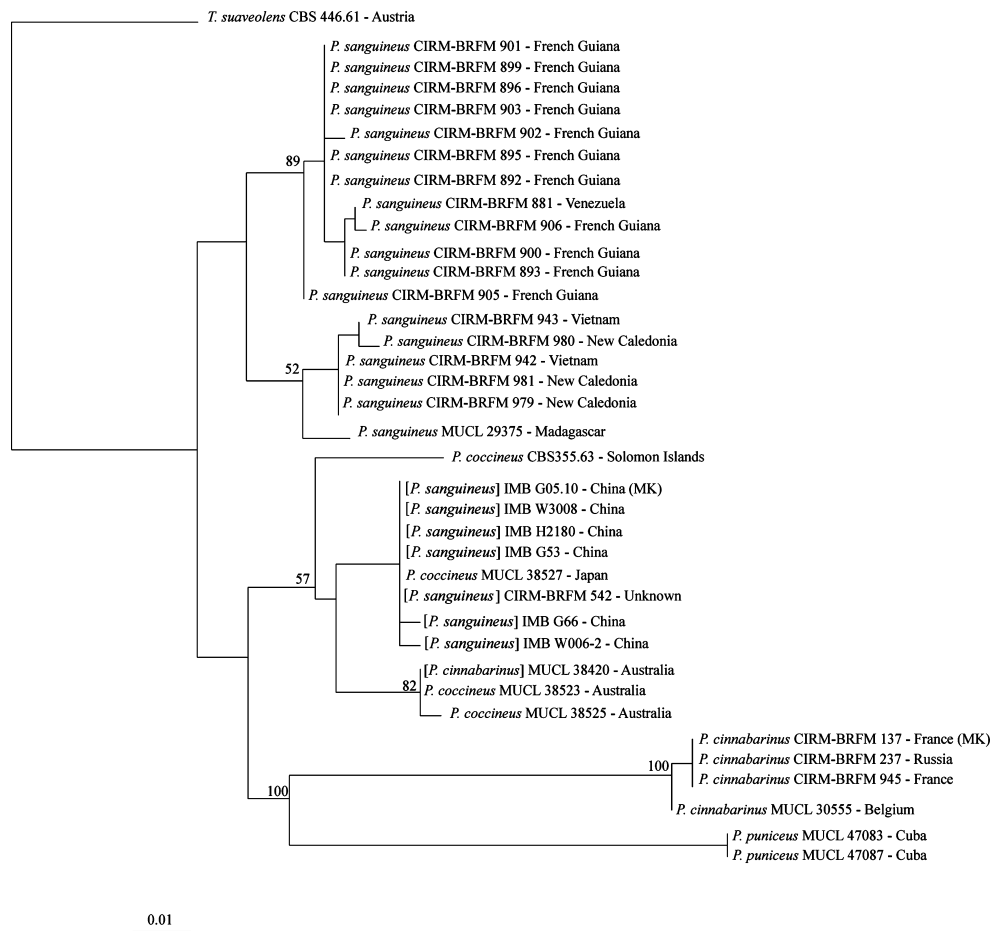 T. suaveolens CBS 446.61 - Austria
P. sanguineus CIRM-BRFM 901 - French Guiana
P. sanguineus CIRM-BRFM 899 - French Guiana
P. sanguineus CIRM-BRFM 896 - French Guiana
P. sanguineus CIRM-BRFM 903 - French Guiana
P. sanguineus CIRM-BRFM 902 - French Guiana
P. sanguineus CIRM-BRFM 895 - French Guiana
89
P. sanguineus CIRM-BRFM 892 - French Guiana
P. sanguineus CIRM-BRFM 881 - Venezuela
P. sanguineus CIRM-BRFM 906 - French Guiana
P. sanguineus CIRM-BRFM 900 - French Guiana
P. sanguineus CIRM-BRFM 893 - French Guiana
P. sanguineus CIRM-BRFM 905 - French Guiana
P. sanguineus CIRM-BRFM 943 - Vietnam
P. sanguineus CIRM-BRFM 980 - New Caledonia
P. sanguineus CIRM-BRFM 942 - Vietnam
52
P. sanguineus CIRM-BRFM 981 - New Caledonia
P. sanguineus CIRM-BRFM 979 - New Caledonia
P. sanguineus MUCL 29375 - Madagascar
P. coccineus CBS355.63 - Solomon Islands
[P. sanguineus] IMB G05.10 - China (MK)
[P. sanguineus] IMB W3008 - China
[P. sanguineus] IMB H2180 - China
[P. sanguineus] IMB G53 - China
P. coccineus MUCL 38527 - Japan
57
[P. sanguineus] CIRM-BRFM 542 - Unknown
[P. sanguineus] IMB G66 - China
[P. sanguineus] IMB W006-2 - China
[P. cinnabarinus] MUCL 38420 - Australia
82
P. coccineus MUCL 38523 - Australia
P. coccineus MUCL 38525 - Australia
P. cinnabarinus CIRM-BRFM 137 - France (MK)
P. cinnabarinus CIRM-BRFM 237 - Russia
100
P. cinnabarinus CIRM-BRFM 945 - France
100
P. cinnabarinus MUCL 30555 - Belgium
P. puniceus MUCL 47083 - Cuba
P. puniceus MUCL 47087 - Cuba
0.01